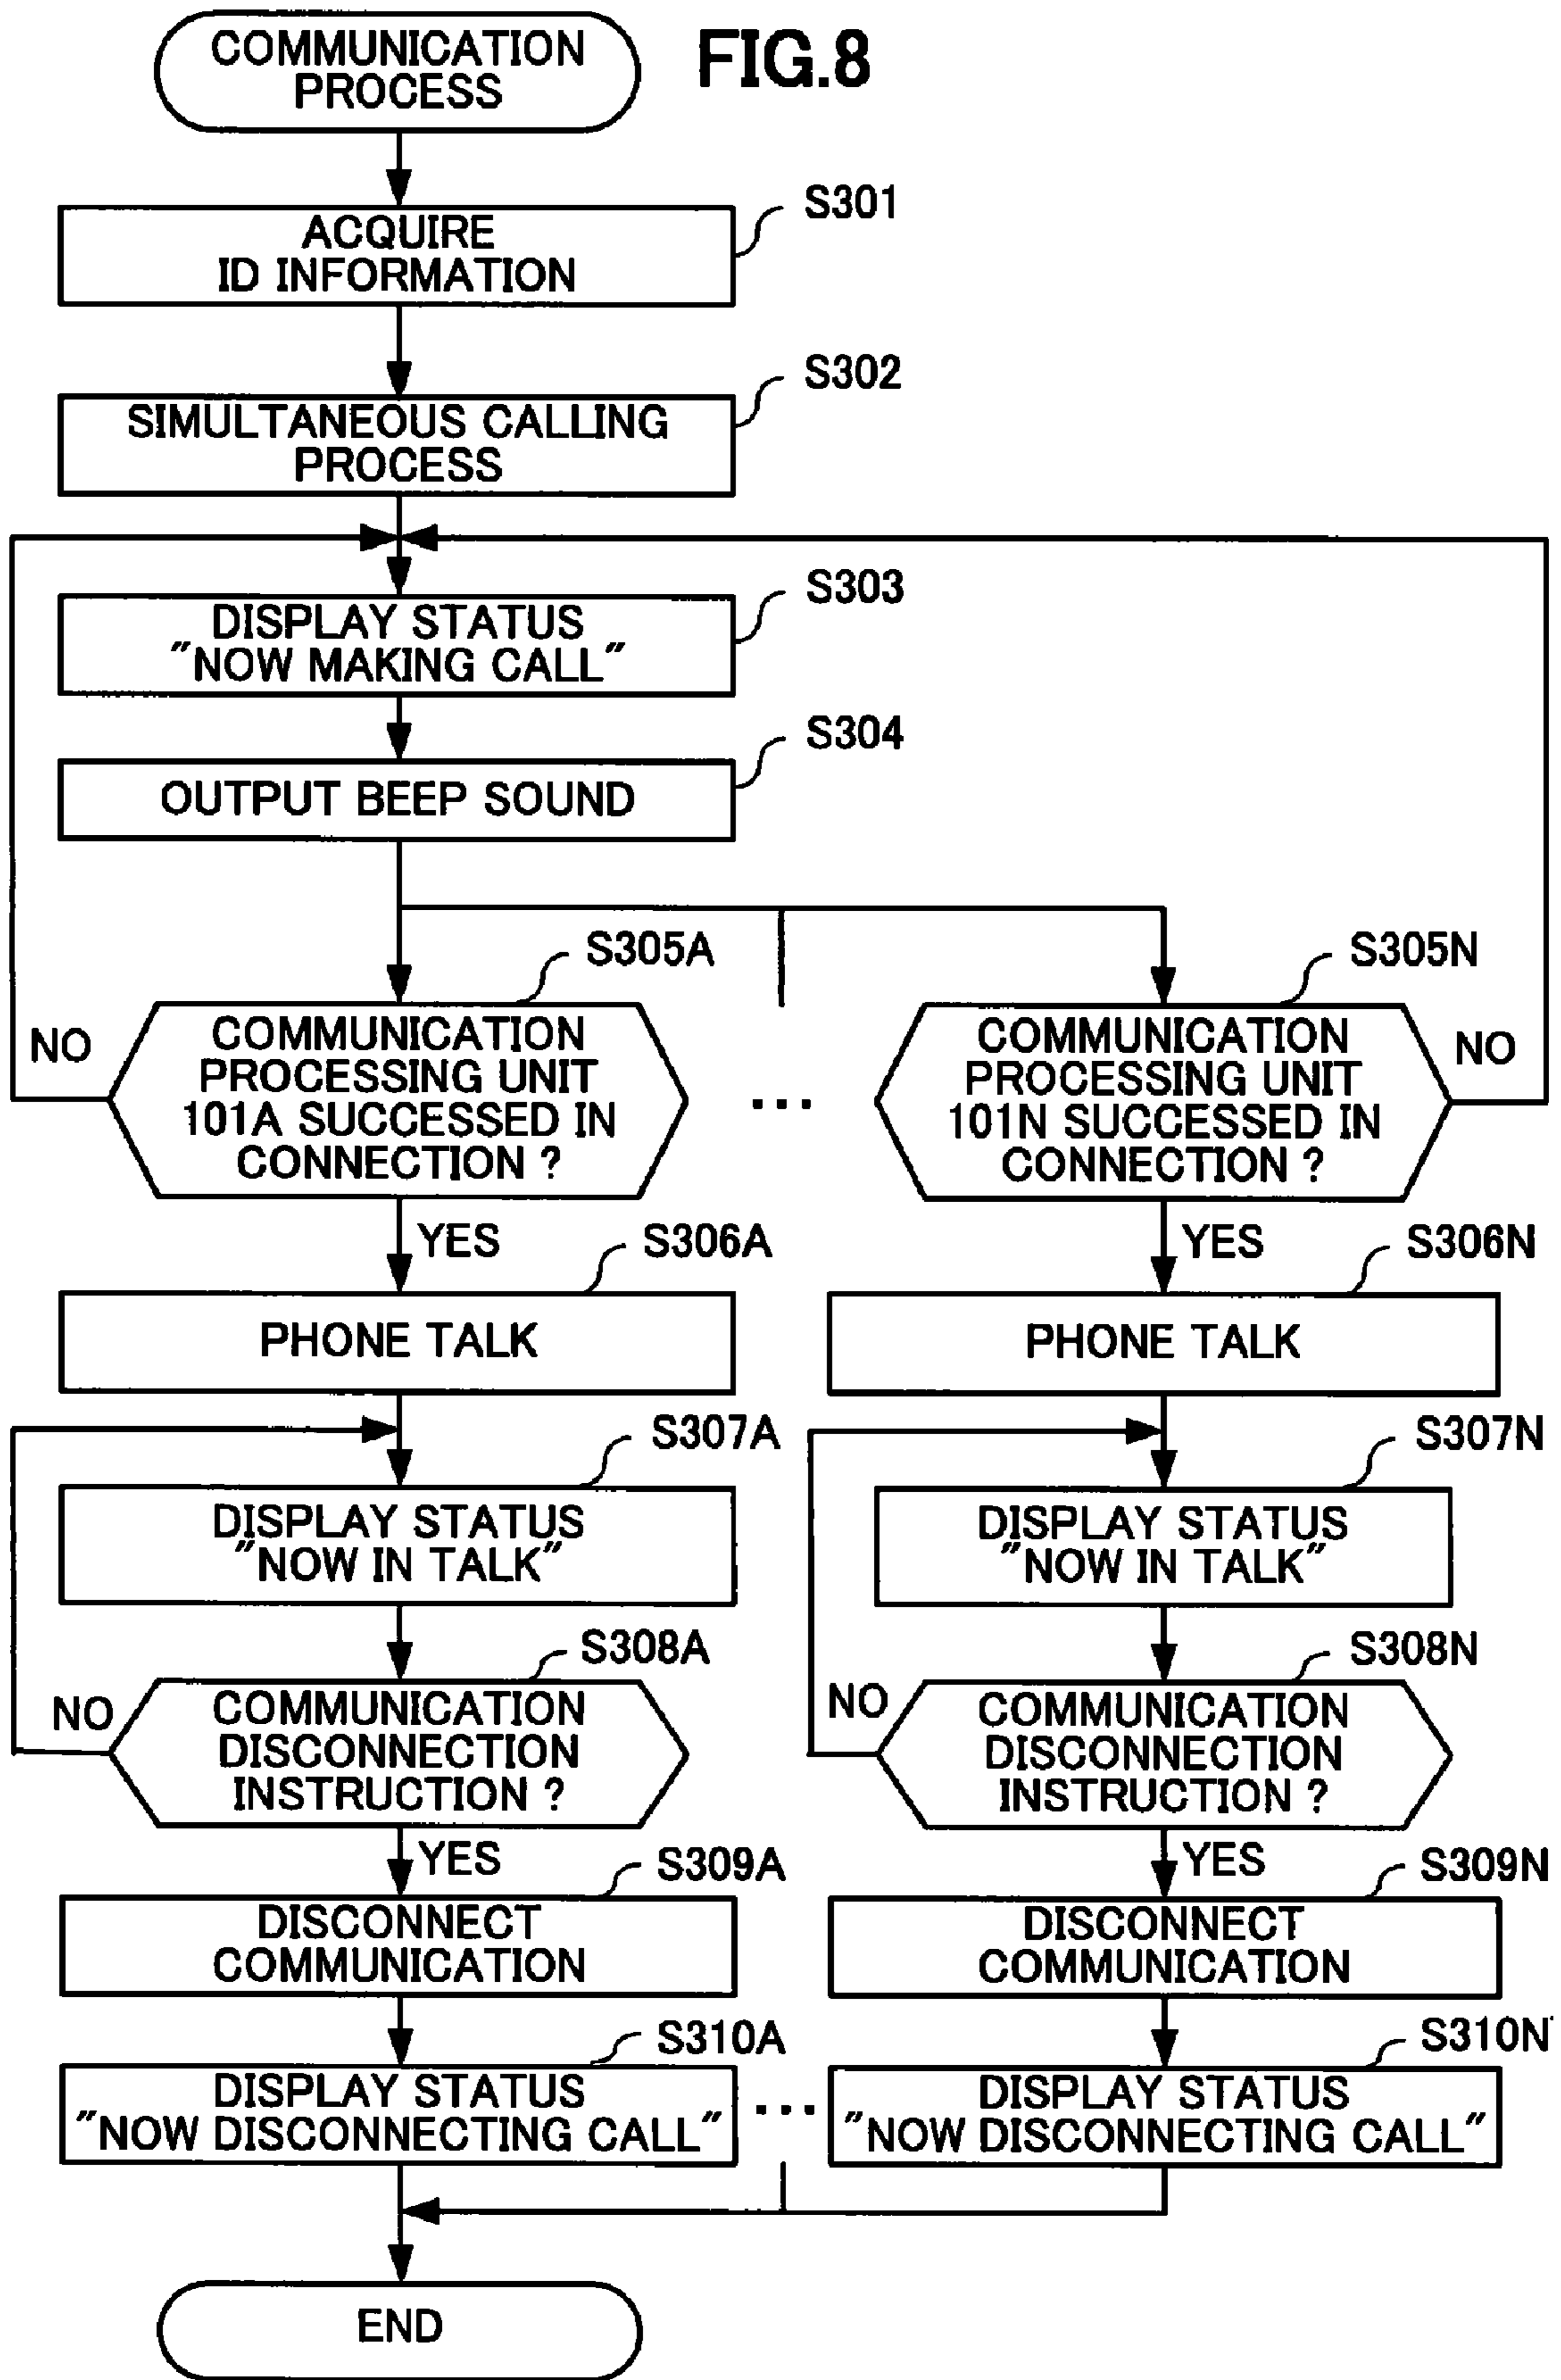 COMMUNICATION
PROCESS
FIG.8
S301
ACQUIRE
ID INFORMATION
S302
SIMULTANEOUS CALLING
PROCESS
S303
DISPLAY STATUS
"NOW MAKING CALL"
S304
OUTPUT BEEP SOUND
S305A
NO
COMMUNICATION
PROCESSING UNIT
101A SUCCESSED IN
CONNECTION ?
...
S305N
COMMUNICATION
PROCESSING UNIT
101N SUCCESSED IN
CONNECTION ?
NO
YES
S306A
PHONE TALK
YES
S306N
PHONE TALK
S307A
DISPLAY STATUS
"NOW IN TALK"
S307N
DISPLAY STATUS
"NOW IN TALK"
S308A
NO
COMMUNICATION
DISCONNECTION
INSTRUCTION ?
S308N
NO
COMMUNICATION
DISCONNECTION
INSTRUCTION ?
YES
S309A
DISCONNECT
COMMUNICATION
YES
S309N
DISCONNECT
COMMUNICATION
S310A
DISPLAY STATUS
"NOW DISCONNECTING CALL"
...
S310N
DISPLAY STATUS
"NOW DISCONNECTING CALL"
END